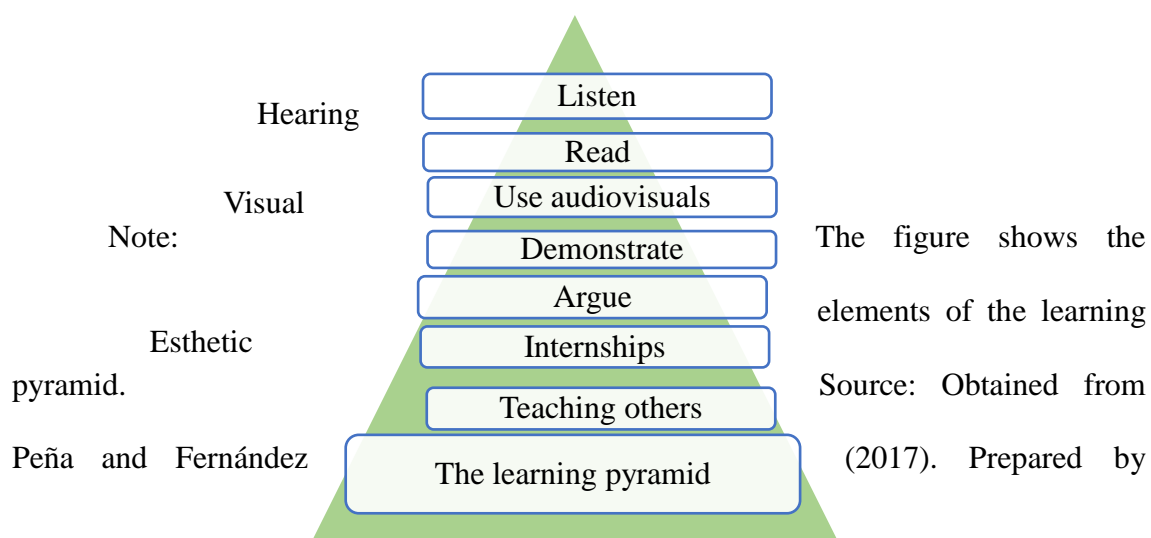 Listen
Hearing
Read
Visual
Use audiovisuals
Note: The figure shows the
Demonstrate
Argue
elements of the learning
Esthetic
Internships
pyramid. Source: Obtained from
Teaching others
Peña and Fernández (2017). Prepared by
The learning pyramid